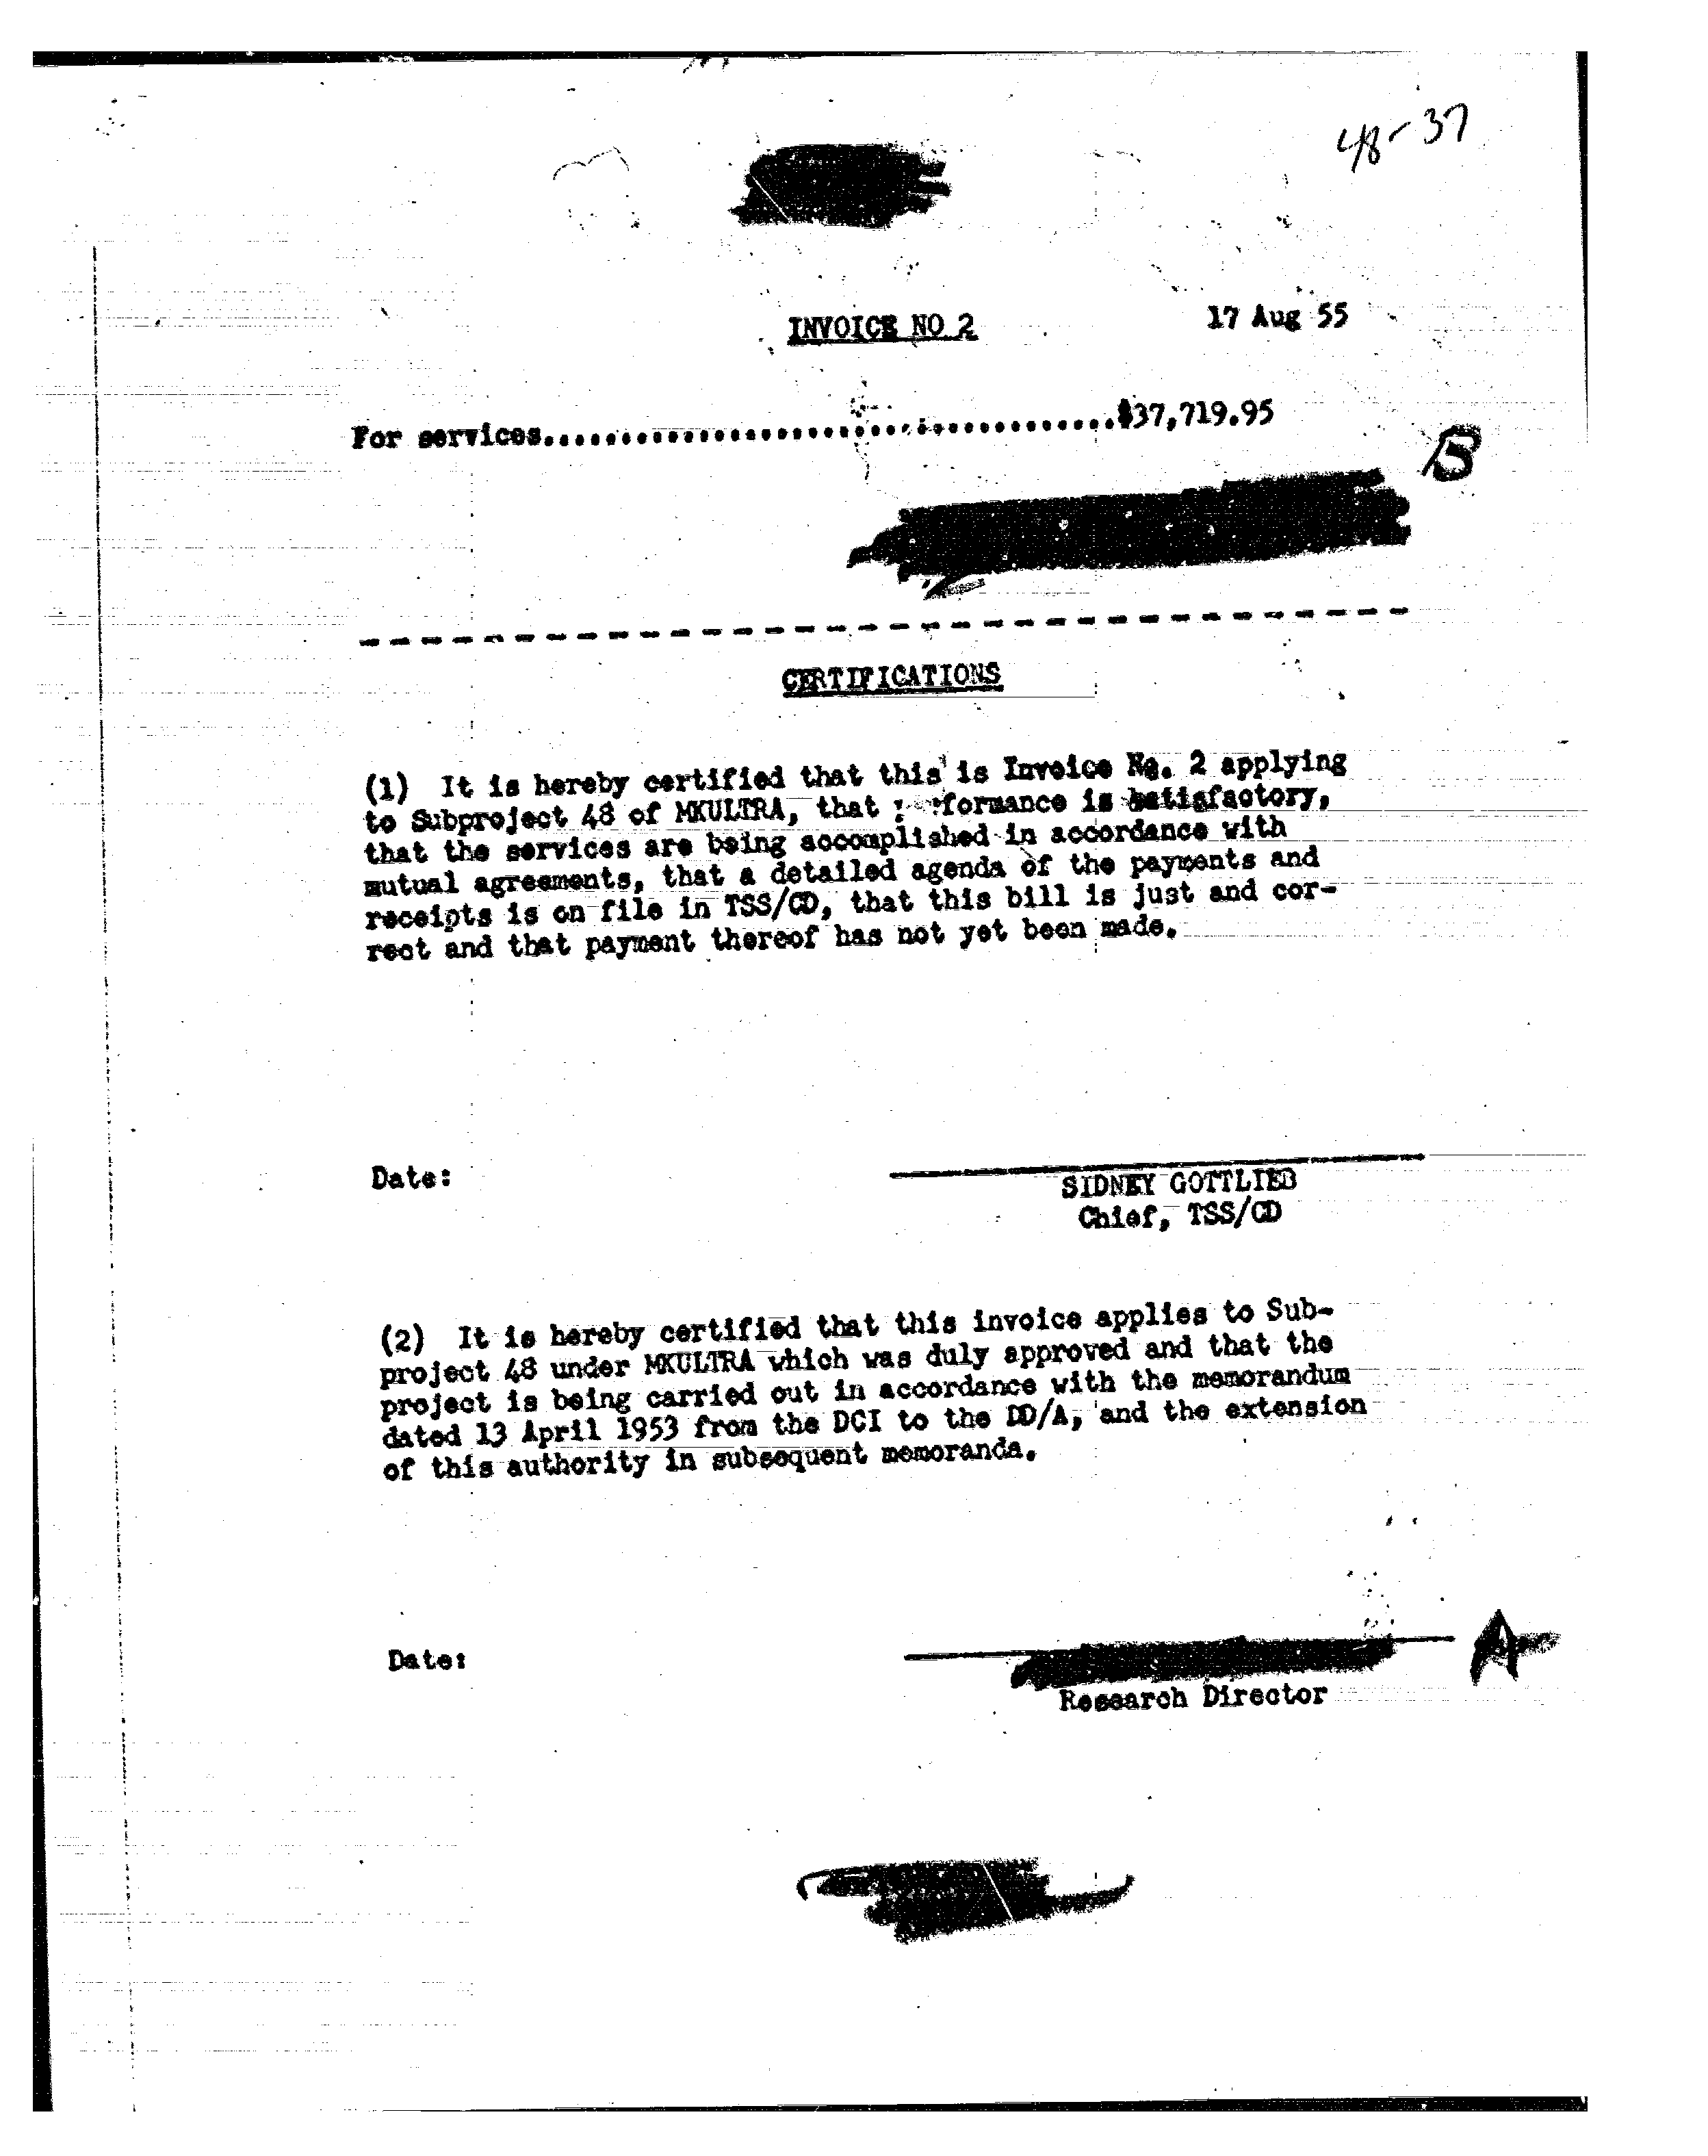 48-37
INVOICE NO 2
17 Aug 55
For services.....................................$37,719.95
B
CERTIFICATIONS
(1) It is hereby certified that this is Invoice No. 2 applying
to Subproject 48 of MKULTRA, that formance is satisfactory,
that the services are being accomplished in accordance with
mutual agreements, that a detailed agenda of the payments and
receipts is on file in TSS/CD, that this bill is just and cor-
rect and that payment thereof has not yet been made.
Date:
SIDNEY GOTTLIEB
Chief, TSS/CD
(2) It is hereby certified that this invoice applies to Sub-
project 48 under MKULTRA which was duly approved and that the
project is being carried out in accordance with the memorandum
dated 13 April 1953 from the DCI to the DD/A, and the extension
of this authority in subsequent memoranda.
Date:
A
Research Director